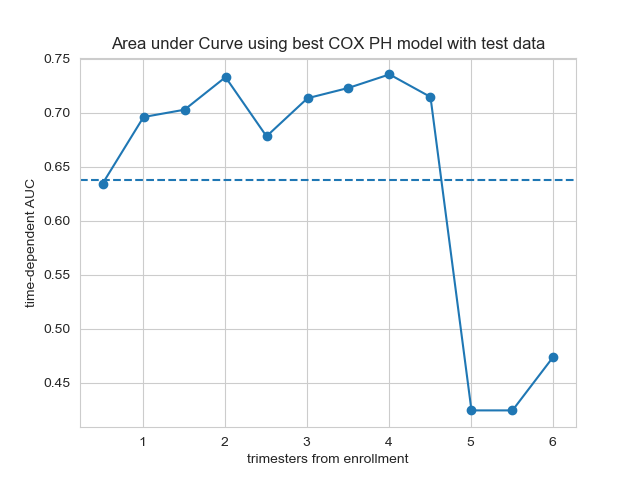 Area under Curve using best COX PH model with test data
time-dependent AUC
0.75
0.70
0.65
0.60
0.55
0.50
0.45
1 2 3 4 5 6
trimesters from enrollment